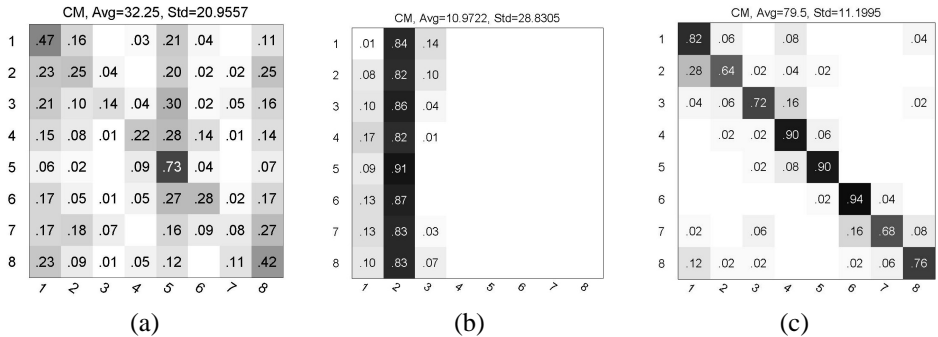 CM, Avg=32.25, Std=20.9557
1 .47 .16 .03 .21 .04 .11
2 .23 .25 .04 .20 .02 .02 .25
3 .21 .10 .14 .04 .30 .02 .05 .16
4 .15 .08 .01 .22 .28 .14 .01 .14
5 .06 .02 .09 .73 .04 .07
6 .17 .05 .01 .05 .27 .28 .02 .17
7 .17 .18 .07 .16 .09 .08 .27
8 .23 .09 .01 .05 .12 .11 .42
1 2 3 4 5 6 7 8
(a)
CM, Avg=10.9722, Std=28.8305
1 .01 .84 .14
2 .08 .82 .10
3 .10 .86 .04
4 .17 .82 .01
5 .09 .91
6 .13 .87
7 .13 .83 .03
8 .10 .83 .07
1 2 3 4 5 6 7 8
(b)
CM, Avg=79.5, Std=11.1995
1 .82 .06 .08 .04
2 .28 .64 .02 .04 .02
3 .04 .06 .72 .16 .02
4 .02 .02 .90 .06
5 .02 .08 .90
6 .02 .94 .04
7 .02 .06 .16 .68 .08
8 .12 .02 .02 .02 .06 .76
1 2 3 4 5 6 7 8
(c)